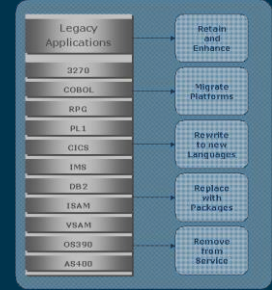 Legacy
Applications
3270
COBOL
RPG
PL1
CICS
IMS
DB2
ISAM
VSAM
OS390
AS400
Retain
and
Enhance
Migrate
Platforms
Rewrite
to new
Languages
Replace
with
Packages
Remove
from
Service